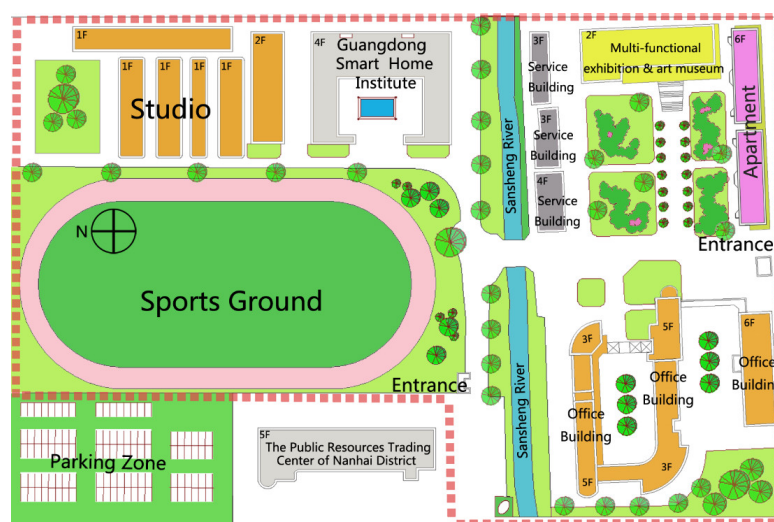 1F
1F
1F
1F
1F
Studio
2F
4F
Guangdong
Smart Home
Institute
Sansheng River
3F
Service
Building
3F
Service
Building
4F
Service
Building
2F
Multi-functional
exhibition & art museum
6F
Apartment
Entrance
N
Sports Ground
Entrance
Parking Zone
5F
The Public Resources Trading
Center of Nanhai District
Sansheng River
3F
Office
Building
5F
5F
Office
Building
3F
6F
Office
Building